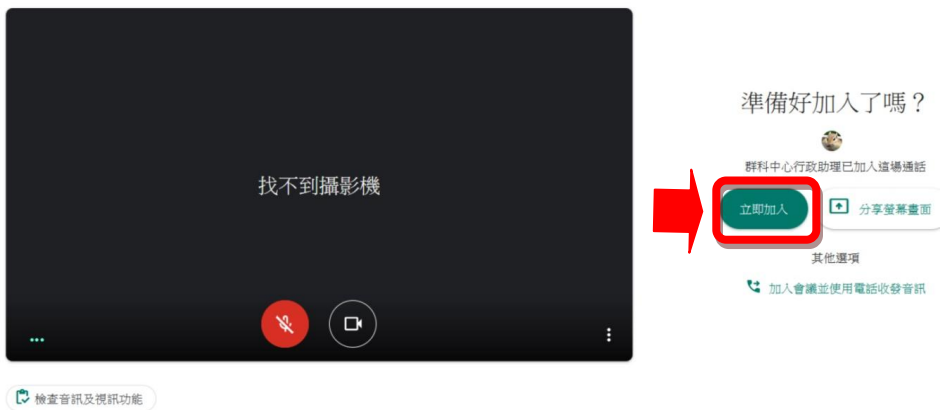 找不到攝影機
檢查音訊及視訊功能
準備好加入了嗎？
群科中心行政助理已加入這場通話
立即加入
分享螢幕畫面
其他選項
加入會議並使用電話收發音訊